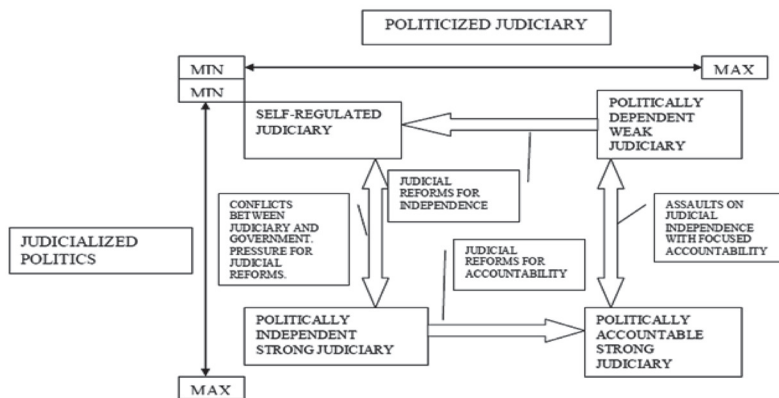 POLITICIZED JUDICIARY
MIN
MAX
MIN
SELF-REGULATED
JUDICIARY
POLITICALLY
DEPENDENT
WEAK
JUDICIARY
JUDICIAL
REFORMS FOR
INDEPENDENCE
CONFLICTS
BETWEEN
JUDICIARY AND
GOVERNMENT.
PRESSURE FOR
JUDICIAL
REFORMS.
ASSAULTS ON
JUDICIAL
INDEPENDENCE
WITH FOCUSED
ACCOUNTABILITY
JUDICIALIZED
POLITICS
JUDICIAL
REFORMS FOR
ACCOUNTABILITY
POLITICALLY
INDEPENDENT
STRONG JUDICIARY
POLITICALLY
ACCOUNTABLE
STRONG
JUDICIARY
MAX